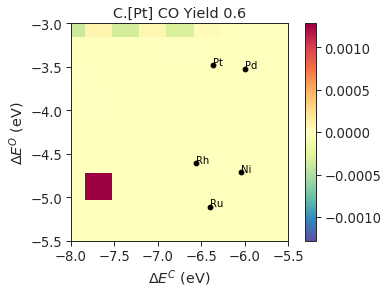 C.[Pt] CO Yield 0.6
−3.0
−3.5
−4.0
−4.5
−5.0
−5.5
ΔE^O (eV)
Pt
Pd
Rh
Ni
Ru
−8.0 −7.5 −7.0 −6.5 −6.0 −5.5
ΔE^C (eV)
0.0010
0.0005
0.0000
−0.0005
−0.0010